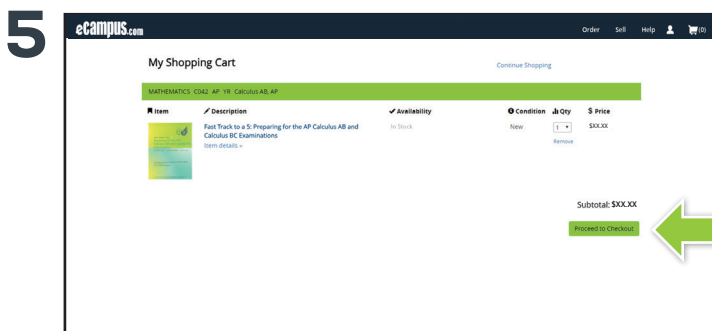 5
eCampus.com
Order Sell Help (0)
My Shopping Cart
Continue Shopping
MATHEMATICS C042 AP YR Calculus AB, AP
Item Description Availability Condition Qty $ Price
Fast Track to a 5: Preparing for the AP Calculus AB and In Stock New 1 $XX.XX
Calculus BC Examinations
Item details » Remove
Subtotal: $XX.XX
Proceed to Checkout